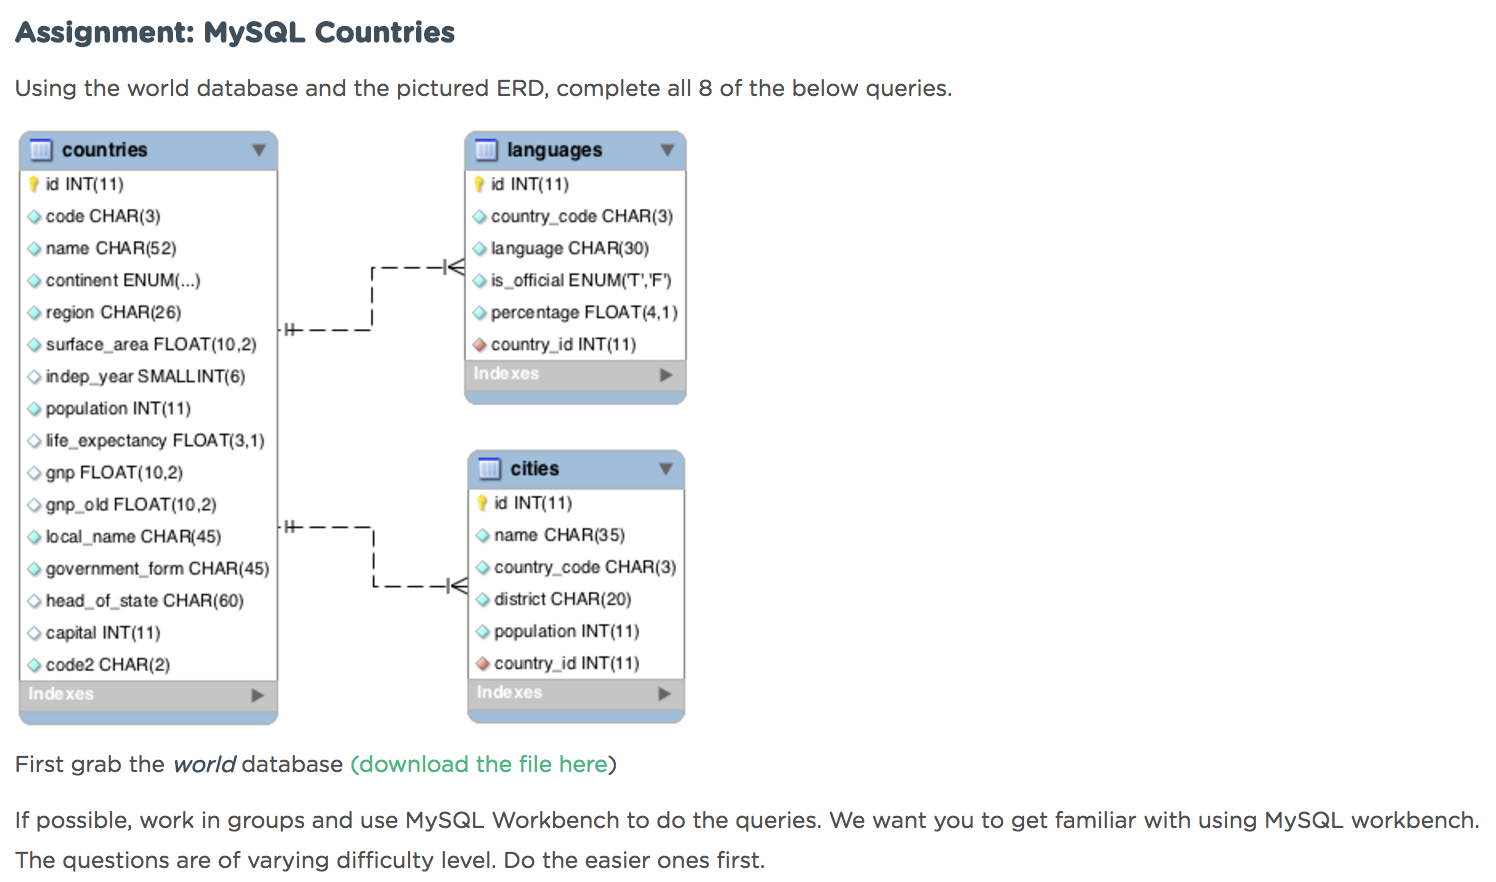 Assignment: MySQL Countries
Using the world database and the pictured ERD, complete all 8 of the below queries.
countries
id INT(11)
code CHAR(3)
name CHAR(52)
continent ENUM(...)
region CHAR(26)
surface_area FLOAT(10,2)
indep_year SMALLINT(6)
population INT(11)
life_expectancy FLOAT(3,1)
gnp FLOAT(10,2)
gnp_old FLOAT(10,2)
local_name CHAR(45)
government_form CHAR(45)
head_of_state CHAR(60)
capital INT(11)
code2 CHAR(2)
Indexes
languages
id INT(11)
country_code CHAR(3)
language CHAR(30)
is_official ENUM('T','F')
percentage FLOAT(4,1)
country_id INT(11)
Indexes
cities
id INT(11)
name CHAR(35)
country_code CHAR(3)
district CHAR(20)
population INT(11)
country_id INT(11)
Indexes
First grab the world database (download the file here)
If possible, work in groups and use MySQL Workbench to do the queries. We want you to get familiar with using MySQL workbench.
The questions are of varying difficulty level. Do the easier ones first.